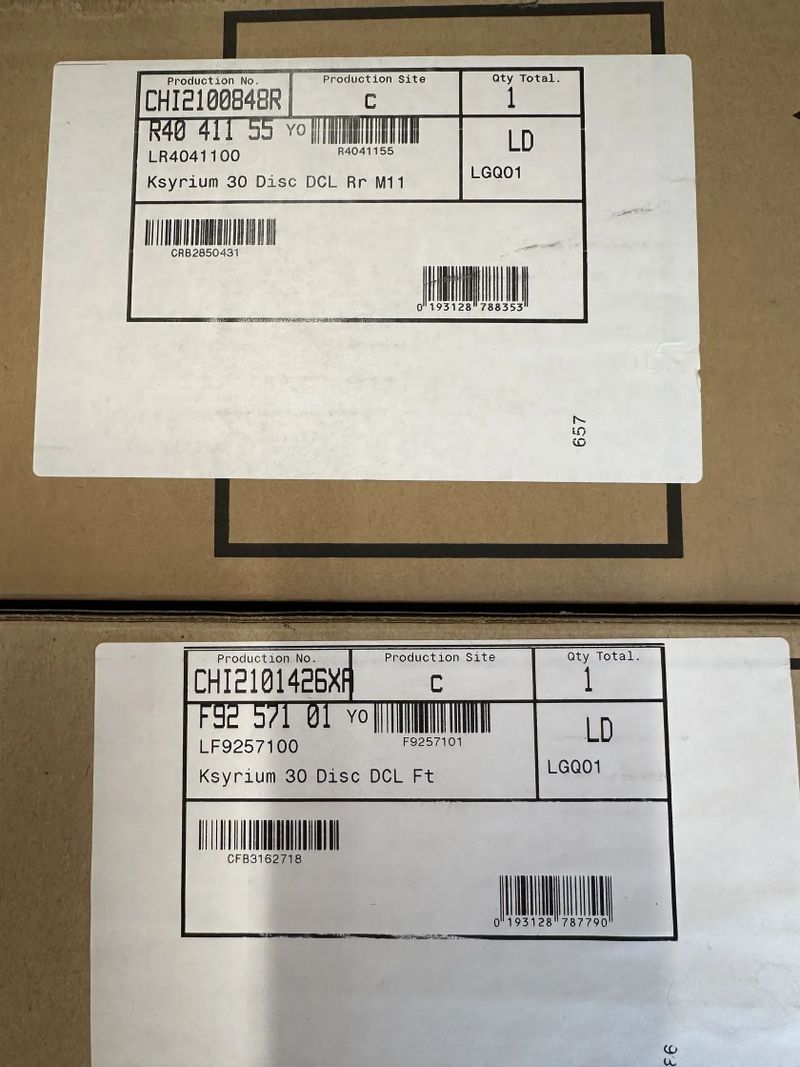 Production No.
Production Site
Qty Total.
CHI2100848R
C
1
R40 411 55 YO
R4041155
LR4041100
LD
LGQ01
Ksyrium 30 Disc DCL Rr M11
CRB2850431
0 193128 788353
657
Production No.
Production Site
Qty Total.
CHI2101426XA
C
1
F92 571 01 YO
F9257101
LF9257100
LD
LGQ01
Ksyrium 30 Disc DCL Ft
CFB3162718
0 193128 787790